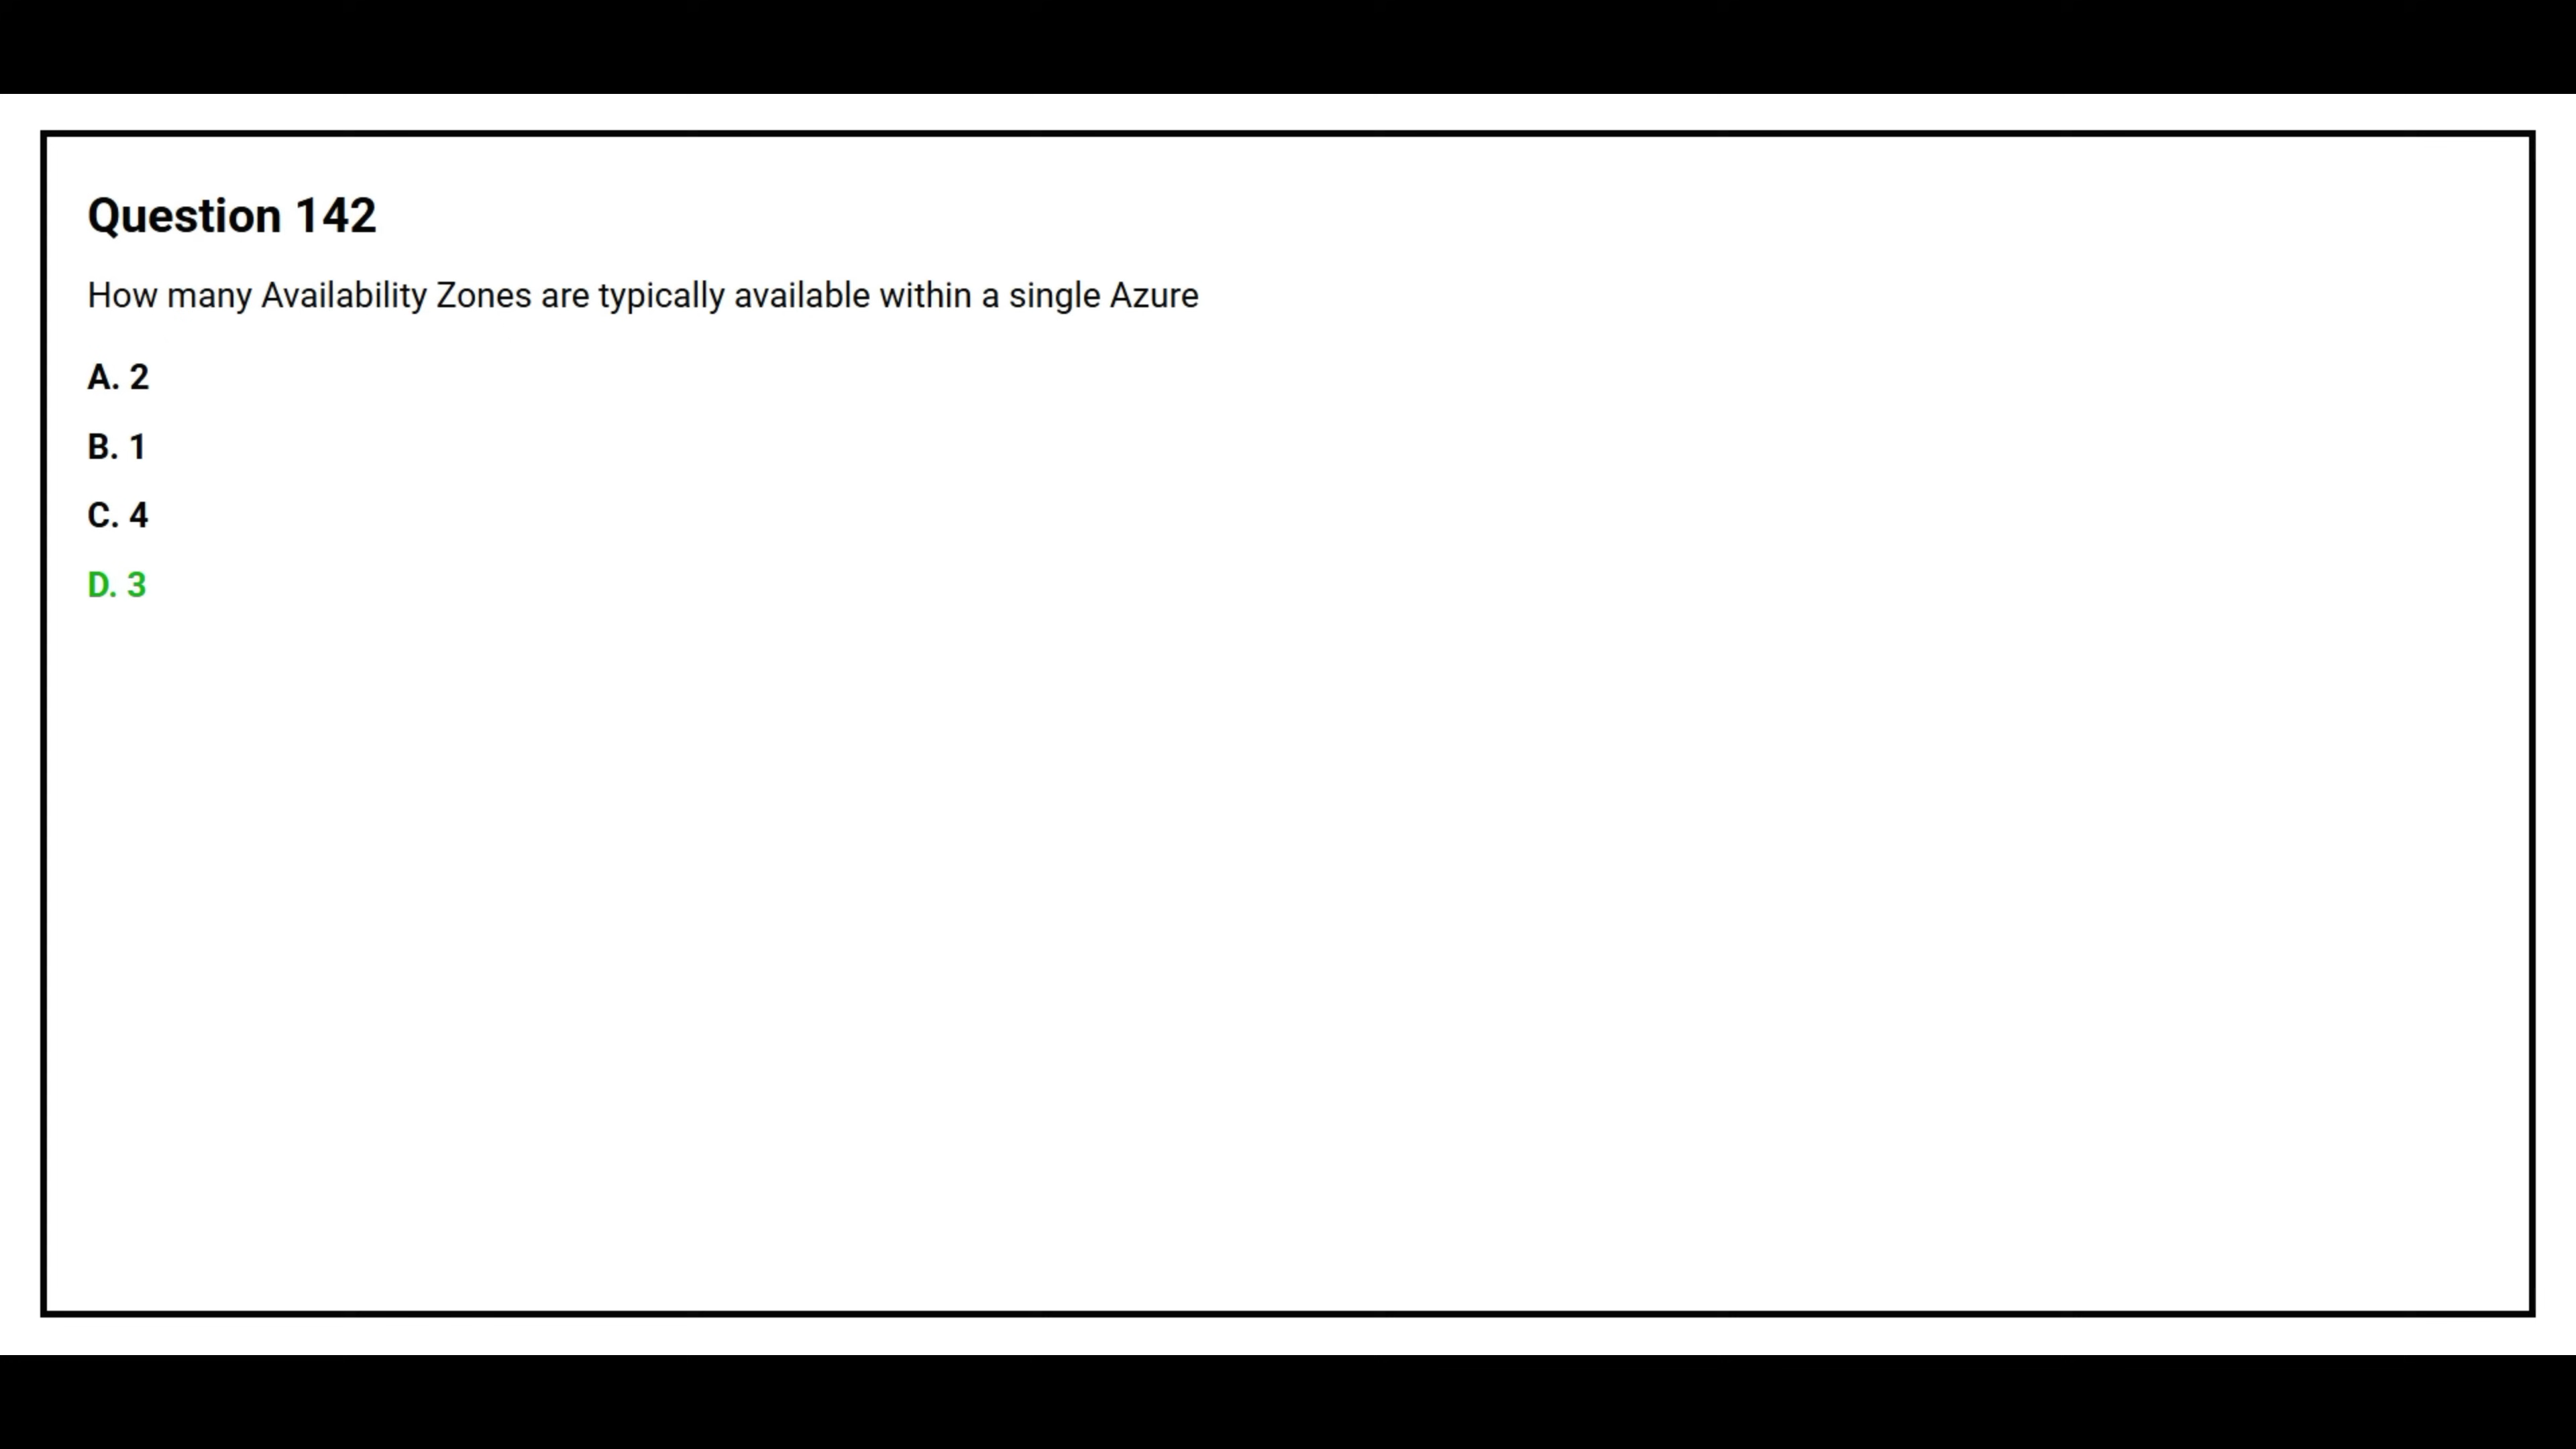 Question 142
How many Availability Zones are typically available within a single Azure
A. 2
B. 1
C. 4
D. 3